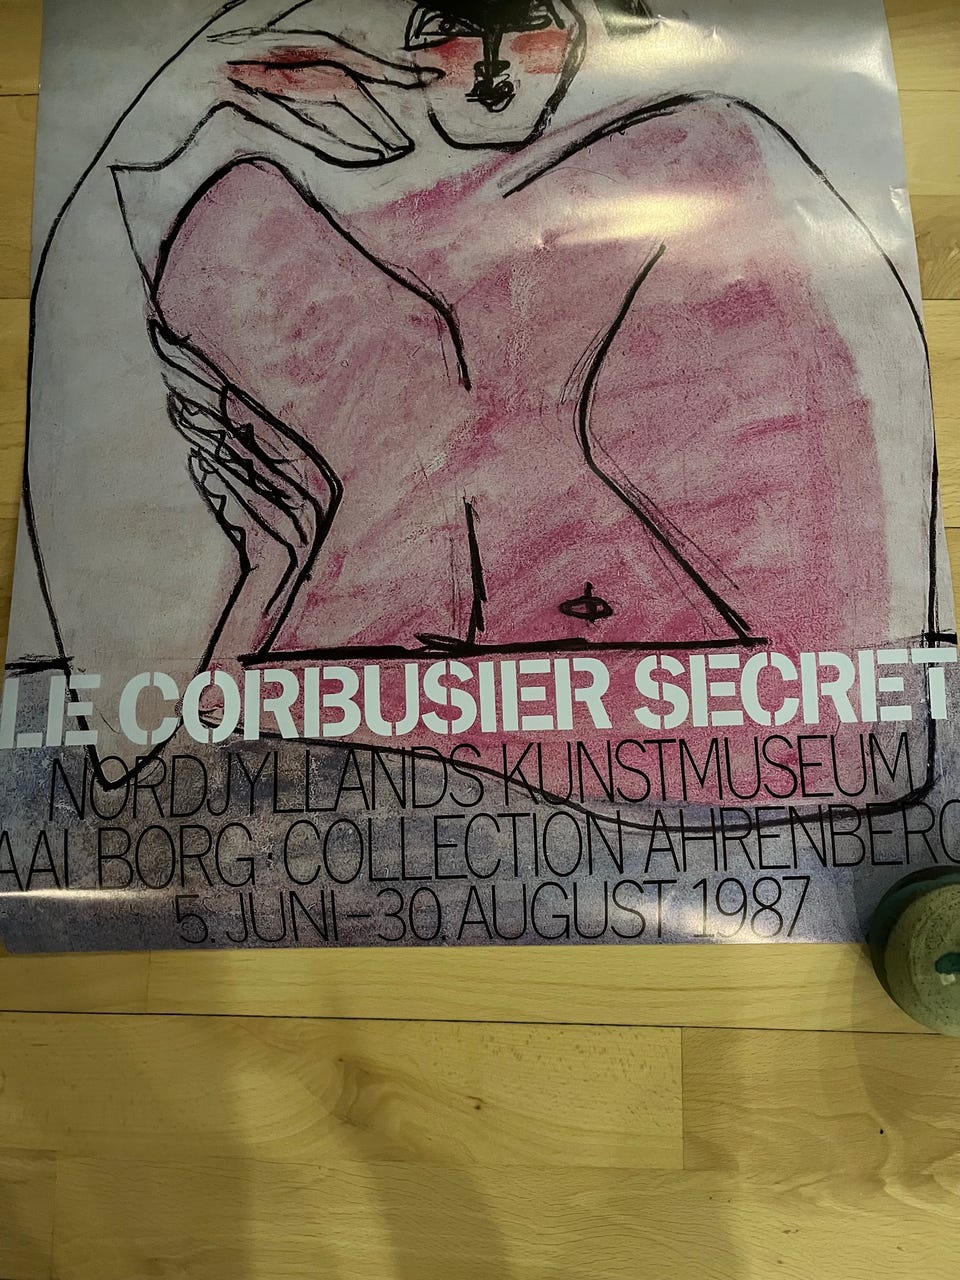 LE CORBUSIER SECRET
NORDJYLLANDS KUNSTMUSEUM
AALBORG COLLECTION AHRENBERG
5. JUNI–30. AUGUST 1987